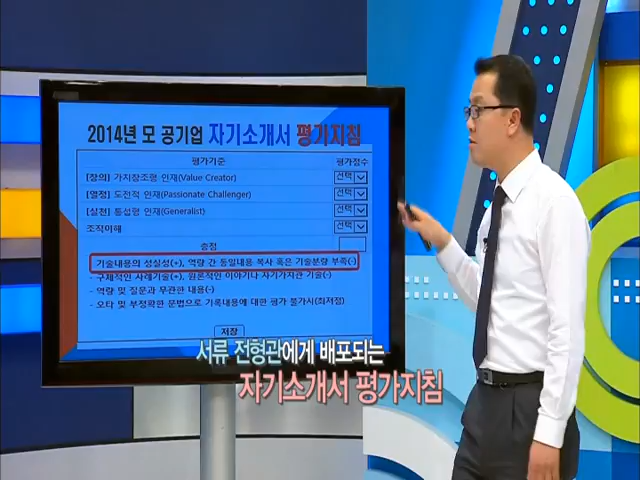 2014년 모 공기업 자기소개서 평가지침
평가기준 평가점수
[창의] 가치창조형 인재(Value Creator) 선택
[열정] 도전적 인재(Passionate Challenger) 선택
[실천] 통섭형 인재(Generalist) 선택
조직이해 선택
총점
- 기술내용의 성실성(+), 역량 간 동일내용 복사 혹은 기술분량 부족(-)
- 구체적인 사례기술(+), 원론적인 이야기나 자기가치관 기술(-)
- 역량 및 질문과 무관한 내용(-)
- 오타 및 부정확한 문법으로 기록내용에 대한 평가 불가시(최저점)
저장
서류 전형관에게 배포되는
자기소개서 평가지침